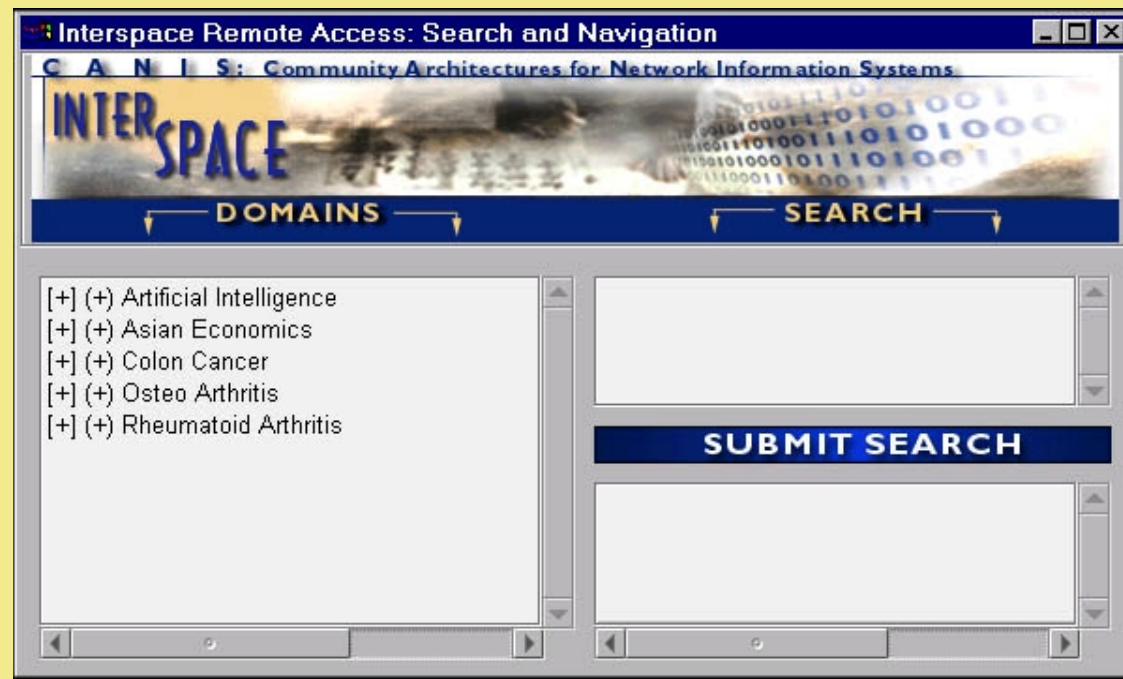 Interspace Remote Access: Search and Navigation
C A N I S: Community Architectures for Network Information Systems
INTER
SPACE
DOMAINS
SEARCH
[+] (+) Artificial Intelligence
[+] (+) Asian Economics
[+] (+) Colon Cancer
[+] (+) Osteo Arthritis
[+] (+) Rheumatoid Arthritis
SUBMIT SEARCH